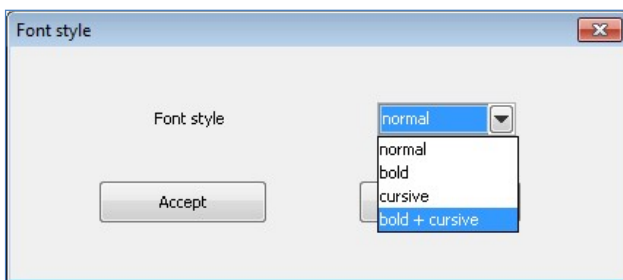 Font style
Font style
normal
normal
bold
cursive
bold + cursive
Accept